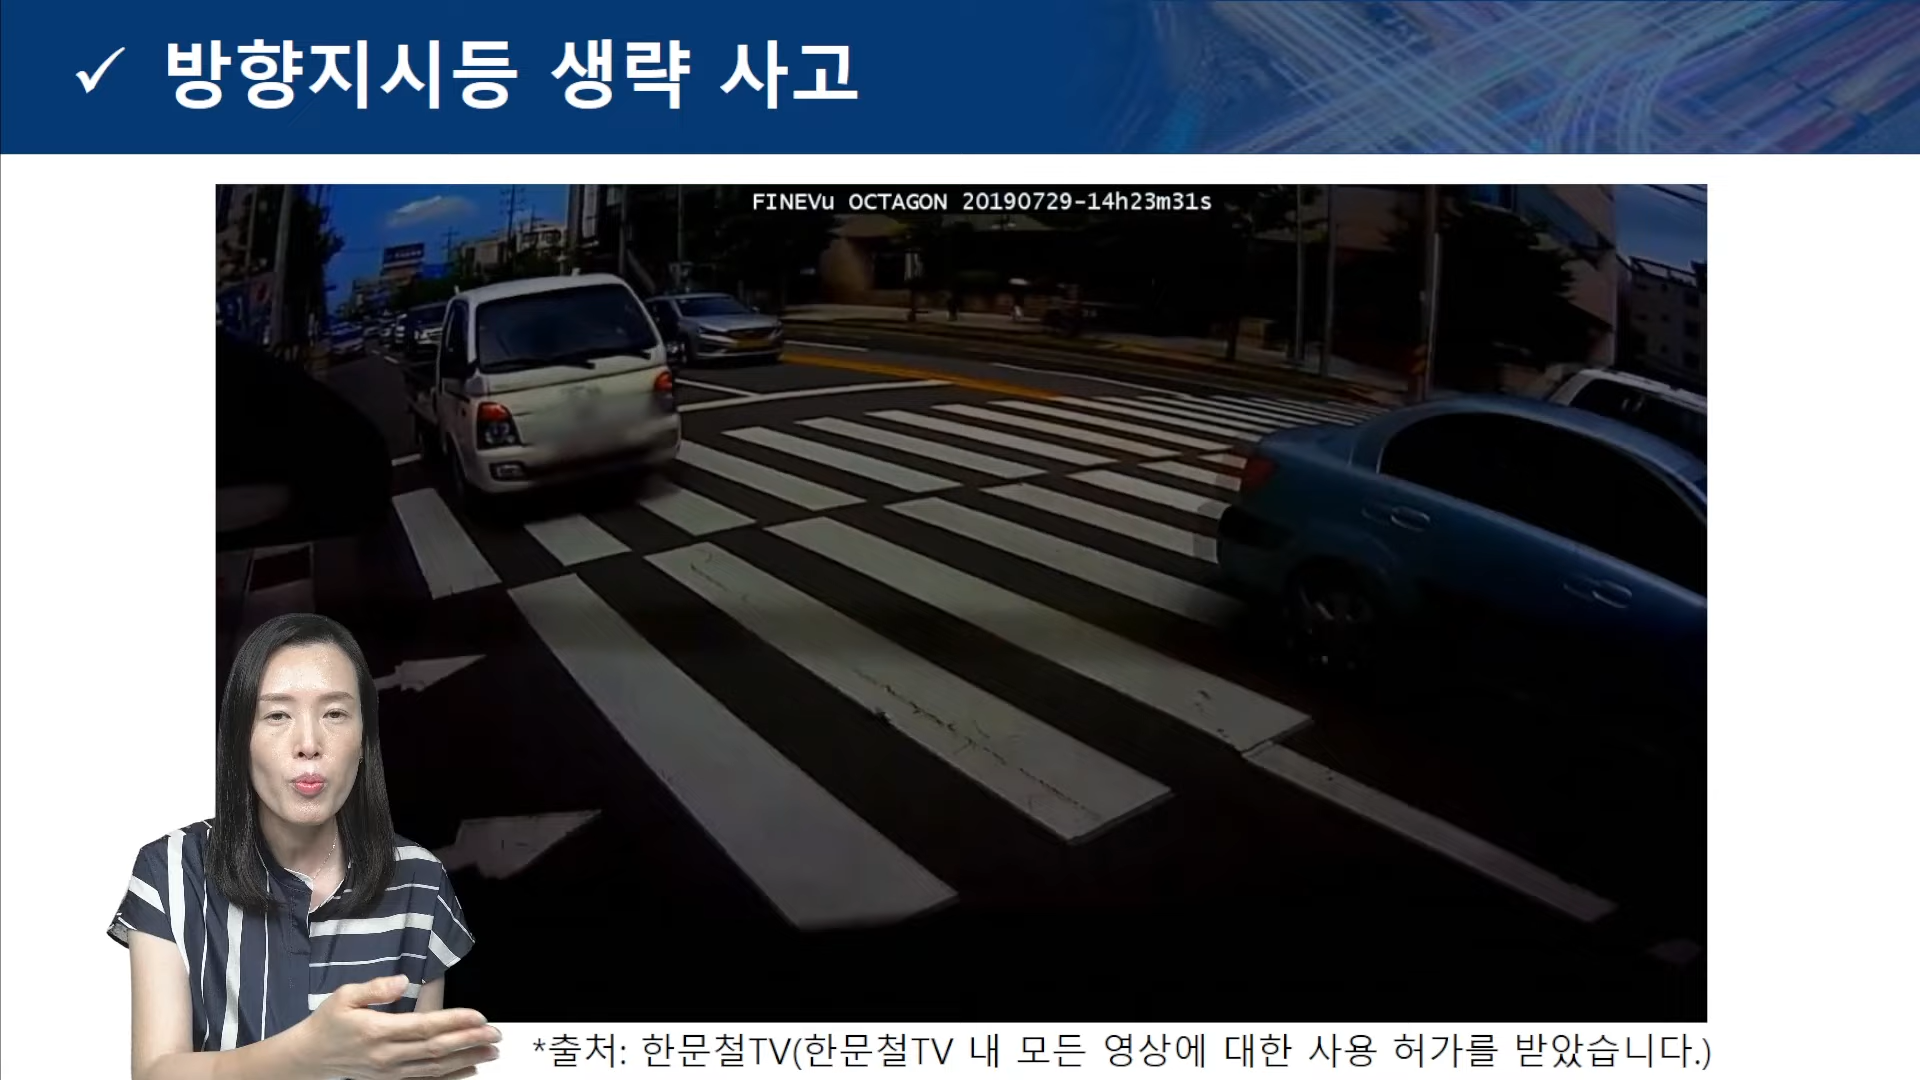 ✓ 방향지시등 생략 사고
FINEVu OCTAGON 20190729-14h23m31s
*출처: 한문철TV(한문철TV 내 모든 영상에 대한 사용 허가를 받았습니다.)